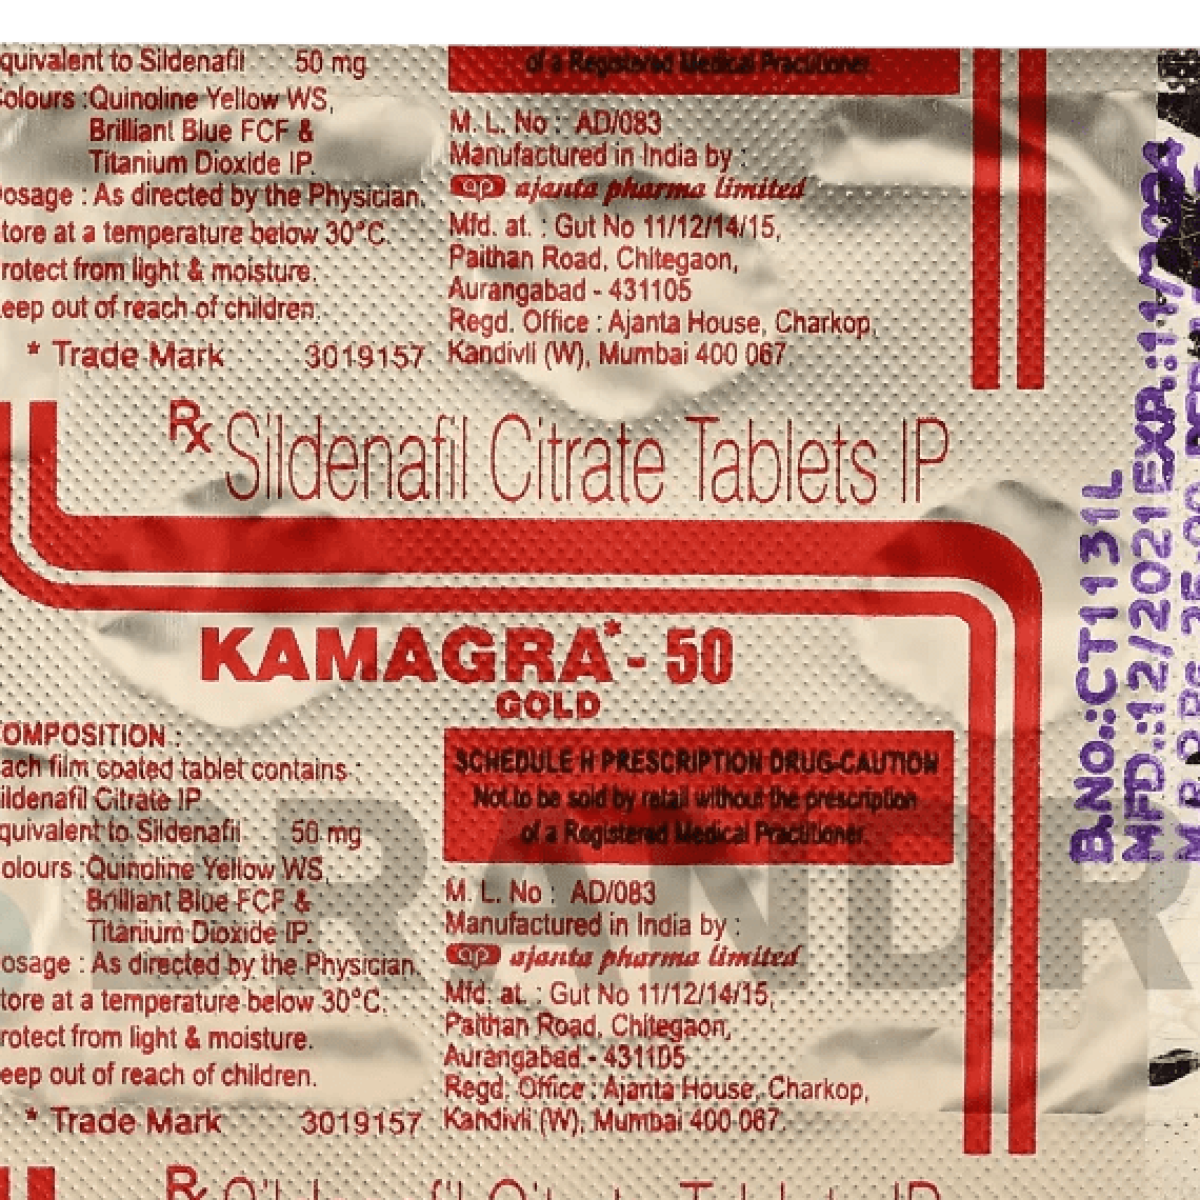 quivalent to Sildenafil 50 mg
olours : Quinoline Yellow WS,
Brilliant Blue FCF &
Titanium Dioxide IP.
osage : As directed by the Physician.
tore at a temperature below 30°C.
rotect from light & moisture.
eep out of reach of children.
* Trade Mark 3019157
of a Registered Medical Practitioner
M. L. No : AD/083
Manufactured in India by :
ap ajanta pharma limited
Mfd. at. : Gut No 11/12/14/15,
Paithan Road, Chitegaon,
Aurangabad - 431105
Regd. Office : Ajanta House, Charkop,
Kandivli (W), Mumbai 400 067
Rx Sildenafil Citrate Tablets IP
KAMAGRA* - 50
GOLD
OMPOSITION :
ach film coated tablet contains :
ildenafil Citrate IP
quivalent to Sildenafil 50 mg
olours : Quinoline Yellow WS,
Brilliant Blue FCF &
Titanium Dioxide IP.
osage : As directed by the Physician.
tore at a temperature below 30°C.
rotect from light & moisture.
eep out of reach of children.
* Trade Mark 3019157
SCHEDULE H PRESCRIPTION DRUG-CAUTION
Not to be sold by retail without the prescription
of a Registered Medical Practitioner
M. L. No : AD/083
Manufactured in India by :
ap ajanta pharma limited
Mfd. at. : Gut No 11/12/14/15,
Paithan Road, Chitegaon,
Aurangabad - 431105
Regd. Office : Ajanta House, Charkop,
Kandivli (W), Mumbai 400 067.
Rx Sildenafil Citrate Tablets IP
B.NO.:CT1131L
MFD.:12/2021 EXP.:11/2024
BRANDR